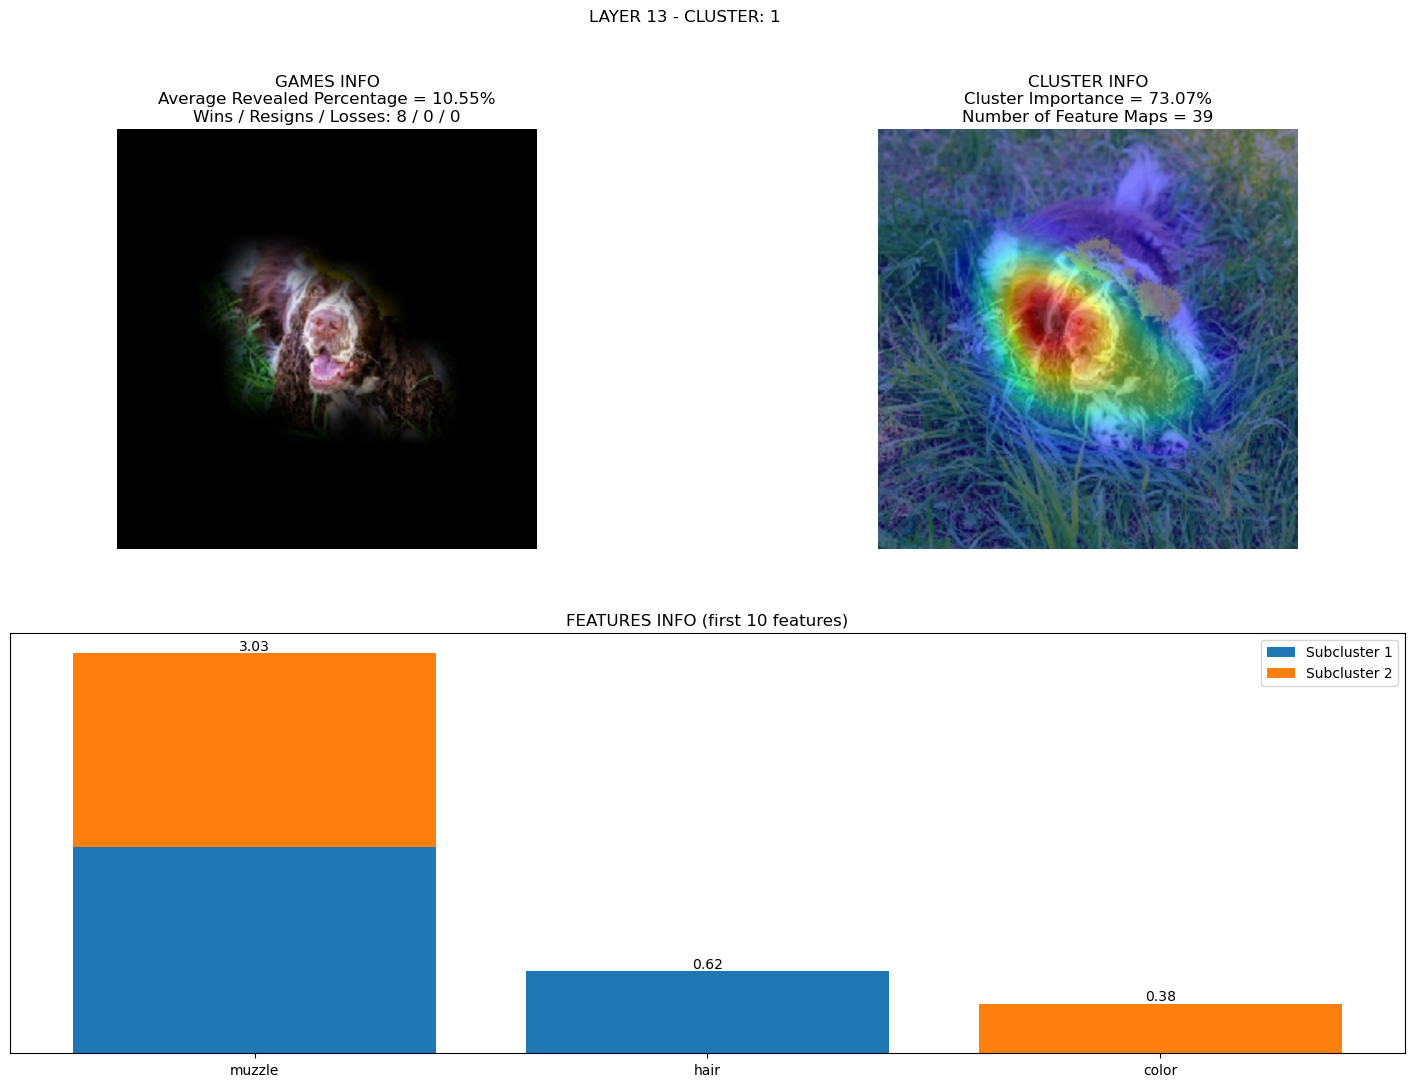 LAYER 13 - CLUSTER: 1
GAMES INFO
Average Revealed Percentage = 10.55%
Wins / Resigns / Losses: 8 / 0 / 0
CLUSTER INFO
Cluster Importance = 73.07%
Number of Feature Maps = 39
FEATURES INFO (first 10 features)
3.03
0.62
0.38
Subcluster 1
Subcluster 2
muzzle
hair
color